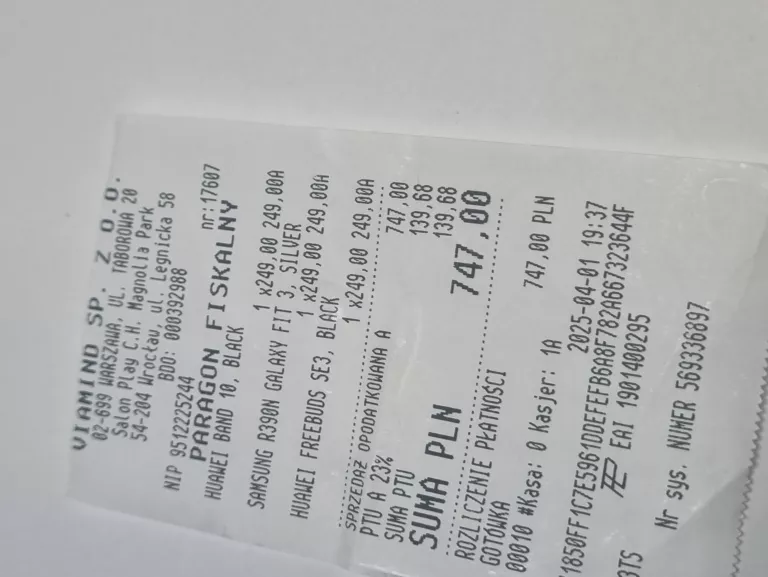 VIAMIND SP. Z O.O.
02-699 WARSZAWA, UL. TABOROWA 20
Salon Play C.H. Magnolia Park
54-204 Wrocław, ul. Legnicka 58
BDO: 000392988
NIP 9512225244 nr:17607
PARAGON FISKALNY
HUAWEI BAND 10, BLACK
1 x249,00 249,00A
SAMSUNG R390N GALAXY FIT 3, SILVER
1 x249,00 249,00A
HUAWEI FREEBUDS SE3, BLACK
1 x249,00 249,00A
SPRZEDAŻ OPODATKOWANA A 747,00
PTU A 23% 139,68
SUMA PTU 139,68
SUMA PLN 747,00
ROZLICZENIE PŁATNOŚCI
GOTÓWKA 747,00 PLN
00010 #Kasa: 0 Kasjer: 1A 2025-04-01 19:37
EAI 1901400295
Nr sys. NUMER 569336897